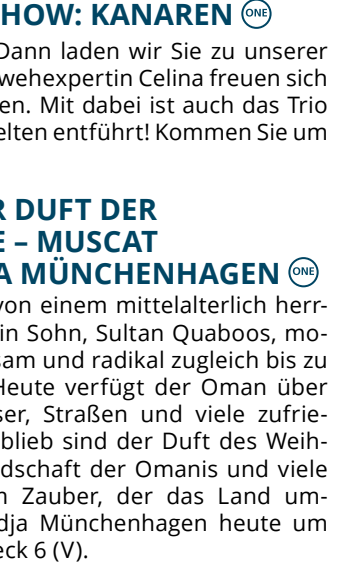 HOW: KANAREN ONE
Dann laden wir Sie zu unserer
wehexpertin Celina freuen sich
en. Mit dabei ist auch das Trio
elten entführt! Kommen Sie um
R DUFT DER
E – MUSCAT
A MÜNCHENHAGEN ONE
von einem mittelalterlich herr-
in Sohn, Sultan Quaboos, mo-
sam und radikal zugleich bis zu
Heute verfügt der Oman über
ser, Straßen und viele zufrie-
blieb sind der Duft des Weih-
dschaft der Omanis und viele
n Zauber, der das Land um-
dja Münchenhagen heute um
eck 6 (V).